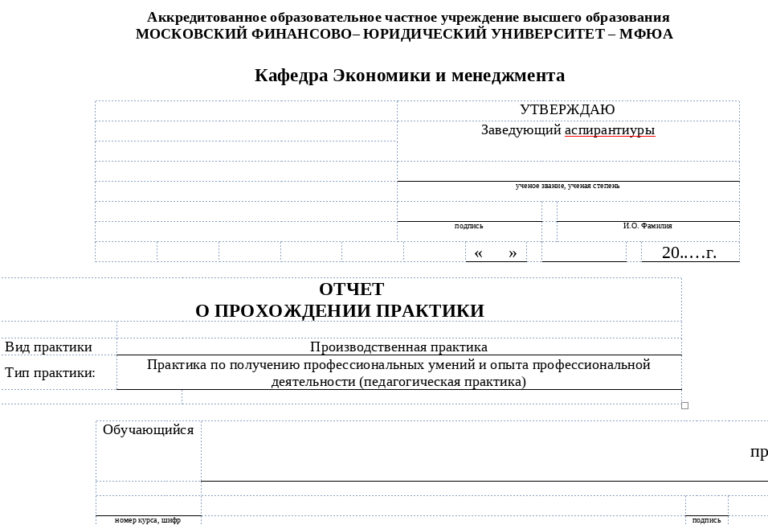 Аккредитованное образовательное частное учреждение высшего образования
МОСКОВСКИЙ ФИНАНСОВО– ЮРИДИЧЕСКИЙ УНИВЕРСИТЕТ – МФЮА
Кафедра Экономики и менеджмента
УТВЕРЖДАЮ
Заведующий аспирантиуры
ученое звание, ученая степень
подпись
И.О. Фамилия
« »
20.….г.
ОТЧЕТ
О ПРОХОЖДЕНИИ ПРАКТИКИ
Вид практики
Производственная практика
Тип практики:
Практика по получению профессиональных умений и опыта профессиональной
деятельности (педагогическая практика)
Обучающийся
пр
номер курса, шифр
подпись